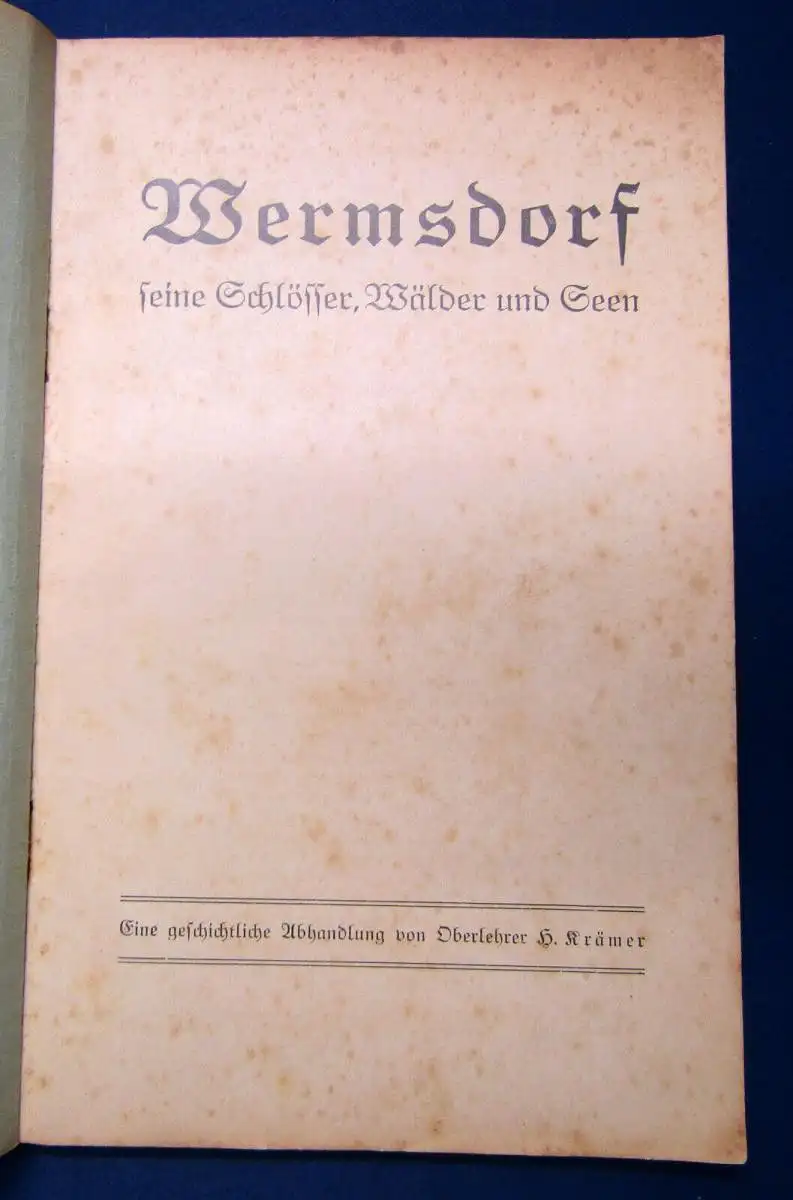 Wermsdorf
seine Schlösser, Wälder und Seen
Eine geschichtliche Abhandlung von Oberlehrer H. Krämer